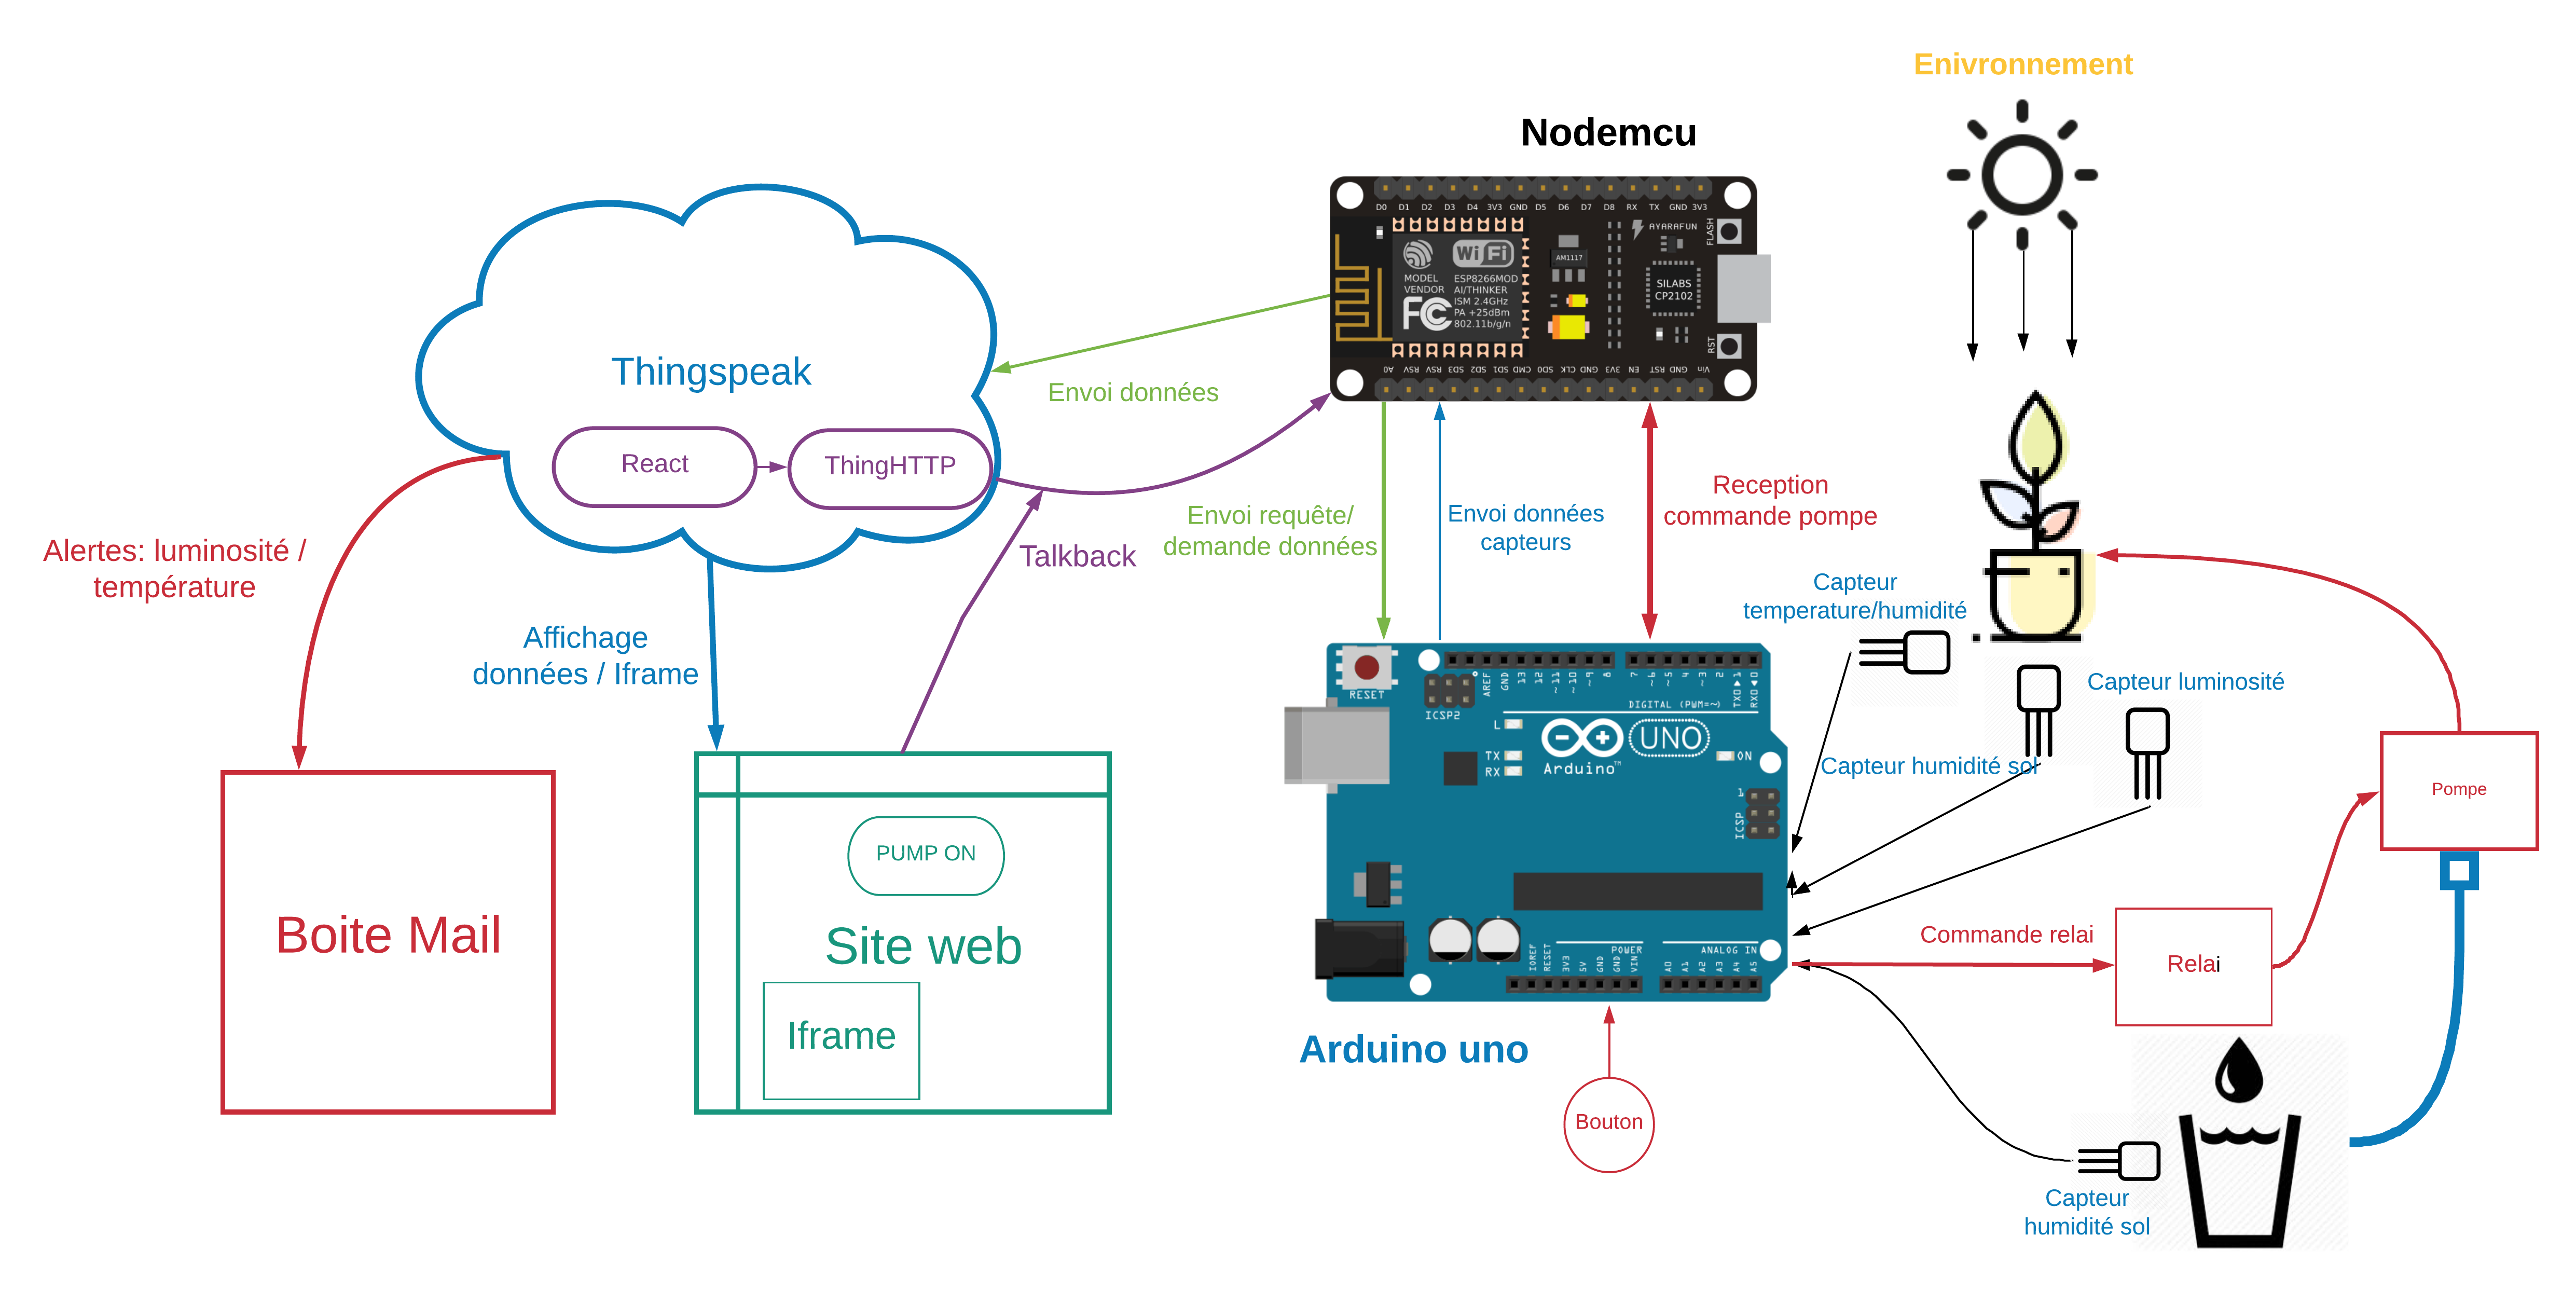 Enivronnement
Nodemcu
D0 D1 D2 D3 D4 3V3 GND D5 D6 D7 D8 RX TX GND 3V3
AYARAFUN
FLASH
WiFi
MODEL
VENDOR
ESP8266MOD
AI/THINKER
ISM 2.4GHz
PA +25dBm
802.11b/g/n
FC
AM1117
SILABS
CP2102
RST
A0 RSV RSV SD3 SD2 SD1 CMD SD0 CLK GND 3V3 EN RST GND Vin
Thingspeak
React
ThingHTTP
Envoi données
Talkback
Envoi requête/
demande données
Envoi données
capteurs
Reception
commande pompe
Alertes: luminosité /
température
Affichage
données / Iframe
Capteur
temperature/humidité
Capteur luminosité
Capteur humidité sol
RESET
ICSP2
AREF
GND
13
12
~11
~10
~9
8
7
~6
~5
4
~3
2
TX0▶1
RX0◀0
DIGITAL (PWM=~)
L
TX
RX
Arduino™
UNO
ON
1
ICSP
IOREF
RESET
3V3
5V
GND
GND
VIN
POWER
ANALOG IN
A0
A1
A2
A3
A4
A5
Arduino uno
Bouton
Boite Mail
PUMP ON
Site web
Iframe
Pompe
Commande relai
Relai
Capteur
humidité sol